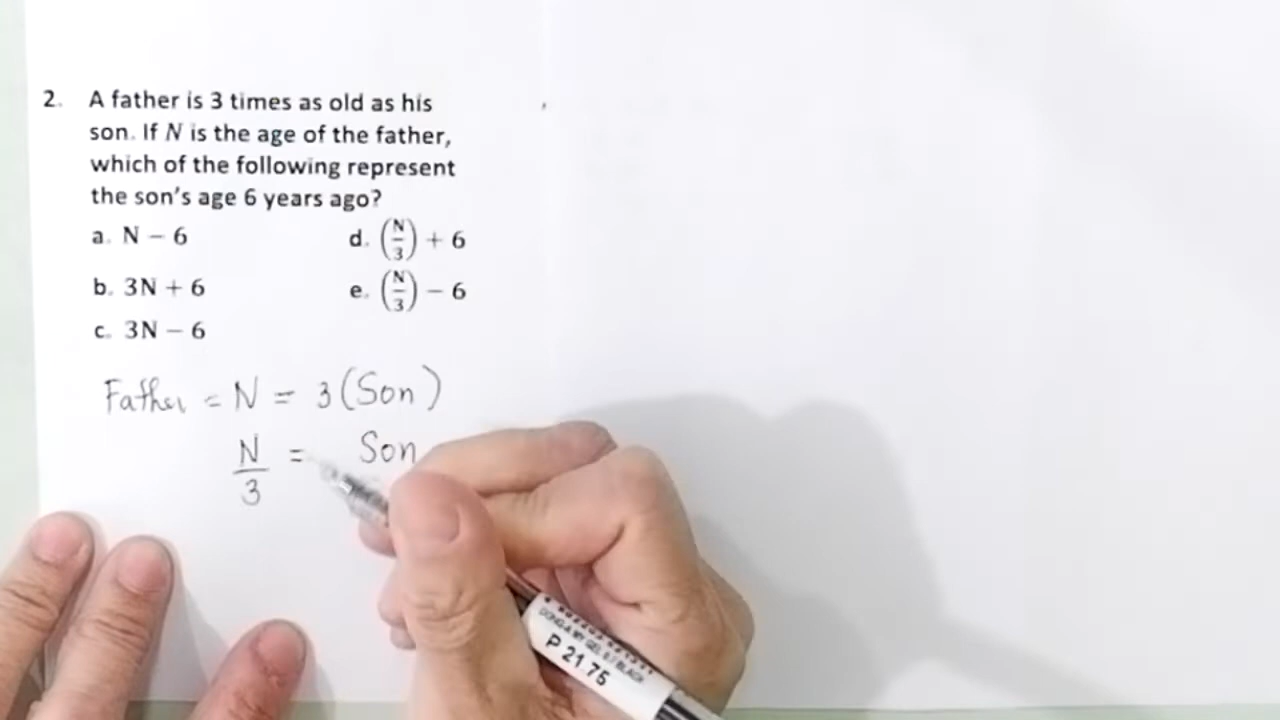 2. A father is 3 times as old as his
son. If N is the age of the father,
which of the following represent
the son's age 6 years ago?
a. N – 6
d. (N/3) + 6
b. 3N + 6
e. (N/3) – 6
c. 3N – 6
Father = N = 3 (Son)
N/3 = Son
P 21.75